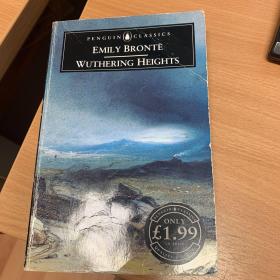 PENGUIN CLASSICS
EMILY BRONTË
WUTHERING HEIGHTS
ONLY
£1.99